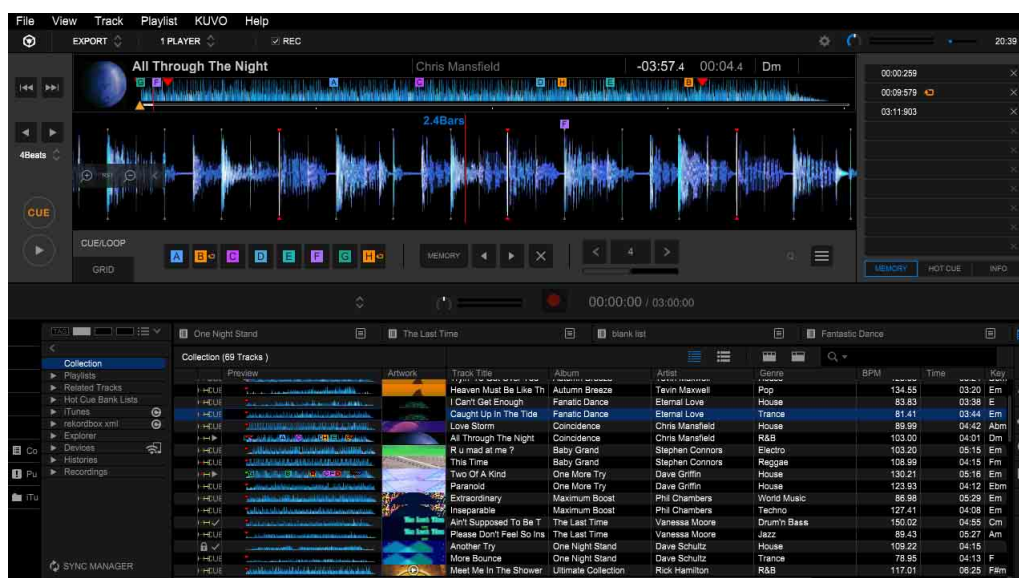 File View Track Playlist KUVO Help
EXPORT 1 PLAYER REC 20:39
All Through The Night Chris Mansfield -03:57.4 00:04.4 Dm
G F A C D H E B
2.4Bars
F
4Beats
RST
CUE
CUE/LOOP
GRID
A B C D E F G H MEMORY 4
00:00:259
00:09:579
03:11:903
MEMORY HOT CUE INFO
00:00:00 / 03:00:00
One Night Stand The Last Time blank list Fantastic Dance
Collection
Playlists
Related Tracks
Hot Cue Bank Lists
iTunes
rekordbox xml
Explorer
Devices
Histories
Recordings
Co
Pu
iTu
SYNC MANAGER
Collection (69 Tracks )
Preview Artwork Track Title Album Artist Genre BPM Time Key
Heaven Must Be Like Th Autumn Breeze Tevin Maxwell Pop 134.55 03:20 Em
I Can't Get Enough Fanatic Dance Eternal Love House 83.83 03:38 E
Caught Up In The Tide Fanatic Dance Eternal Love Trance 81.41 03:44 Em
Love Storm Coincidence Chris Mansfield House 89.99 04:42 Abm
All Through The Night Coincidence Chris Mansfield R&B 103.00 04:01 Dm
R u mad at me ? Baby Grand Stephen Connors Electro 103.20 05:15 Em
This Time Baby Grand Stephen Connors Reggae 108.99 04:15 Fm
Two Of A Kind One More Try Dave Griffin House 130.21 05:16 Em
Paranoid One More Try Dave Griffin House 123.93 04:12 Ebm
Extraordinary Maximum Boost Phil Chambers World Music 86.98 05:29 Em
Inseparable Maximum Boost Phil Chambers Techno 127.41 04:08 Em
Ain't Supposed To Be T The Last Time Vanessa Moore Drum'n Bass 150.02 04:55 Cm
Please Don't Feel So Ins The Last Time Vanessa Moore Jazz 89.43 05:27 Am
Another Try One Night Stand Dave Schultz House 109.22 04:15
More Bounce One Night Stand Dave Schultz Trance 78.95 04:13 F
Meet Me In The Shower Ultimate Collection Rick Hamilton R&B 117.01 06:25 F#m